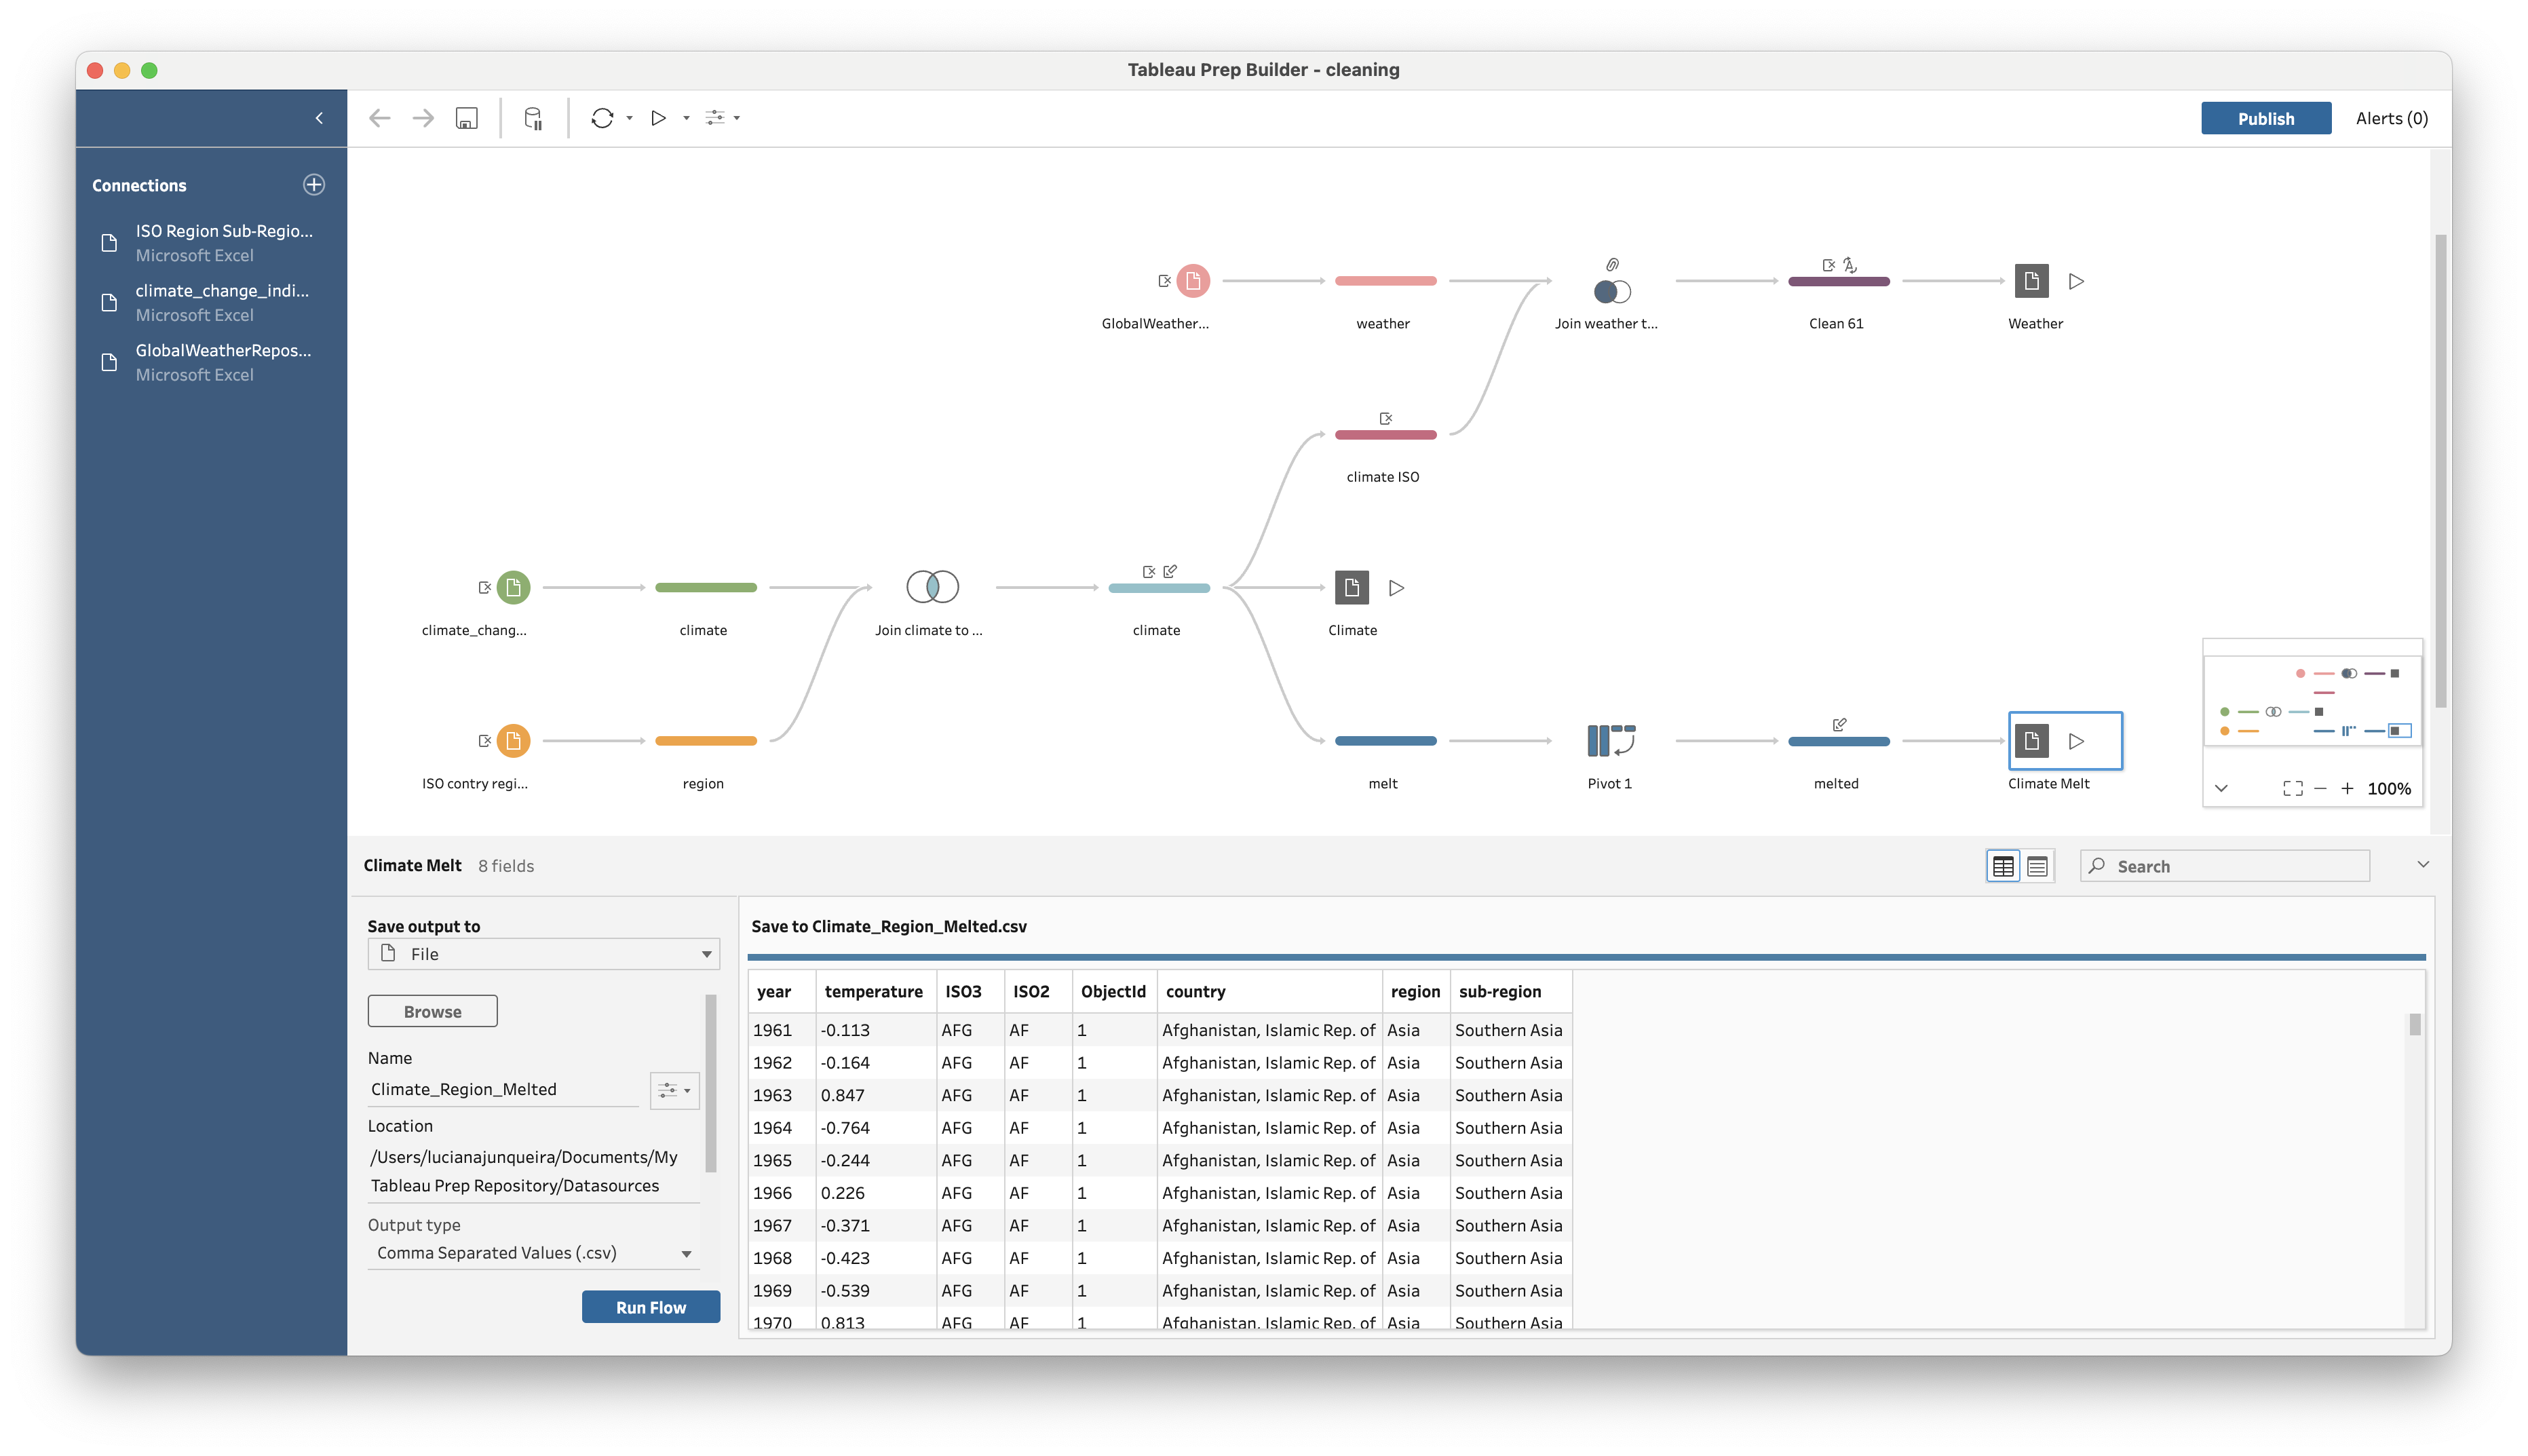 Tableau Prep Builder - cleaning
Publish
Alerts (0)
Connections
ISO Region Sub-Regio...
Microsoft Excel
climate_change_indi...
Microsoft Excel
GlobalWeatherRepos...
Microsoft Excel
GlobalWeather...
weather
Join weather t...
Clean 61
Weather
climate ISO
climate_chang...
climate
Join climate to ...
climate
Climate
ISO contry regi...
region
melt
Pivot 1
melted
Climate Melt
100%
Climate Melt 8 fields
Search
Save output to
File
Browse
Name
Climate_Region_Melted
Location
/Users/lucianajunqueira/Documents/My
Tableau Prep Repository/Datasources
Output type
Comma Separated Values (.csv)
Run Flow
Save to Climate_Region_Melted.csv
year temperature ISO3 ISO2 ObjectId country region sub-region
1961 -0.113 AFG AF 1 Afghanistan, Islamic Rep. of Asia Southern Asia
1962 -0.164 AFG AF 1 Afghanistan, Islamic Rep. of Asia Southern Asia
1963 0.847 AFG AF 1 Afghanistan, Islamic Rep. of Asia Southern Asia
1964 -0.764 AFG AF 1 Afghanistan, Islamic Rep. of Asia Southern Asia
1965 -0.244 AFG AF 1 Afghanistan, Islamic Rep. of Asia Southern Asia
1966 0.226 AFG AF 1 Afghanistan, Islamic Rep. of Asia Southern Asia
1967 -0.371 AFG AF 1 Afghanistan, Islamic Rep. of Asia Southern Asia
1968 -0.423 AFG AF 1 Afghanistan, Islamic Rep. of Asia Southern Asia
1969 -0.539 AFG AF 1 Afghanistan, Islamic Rep. of Asia Southern Asia
1970 0.813 AFG AF 1 Afghanistan, Islamic Rep. of Asia Southern Asia